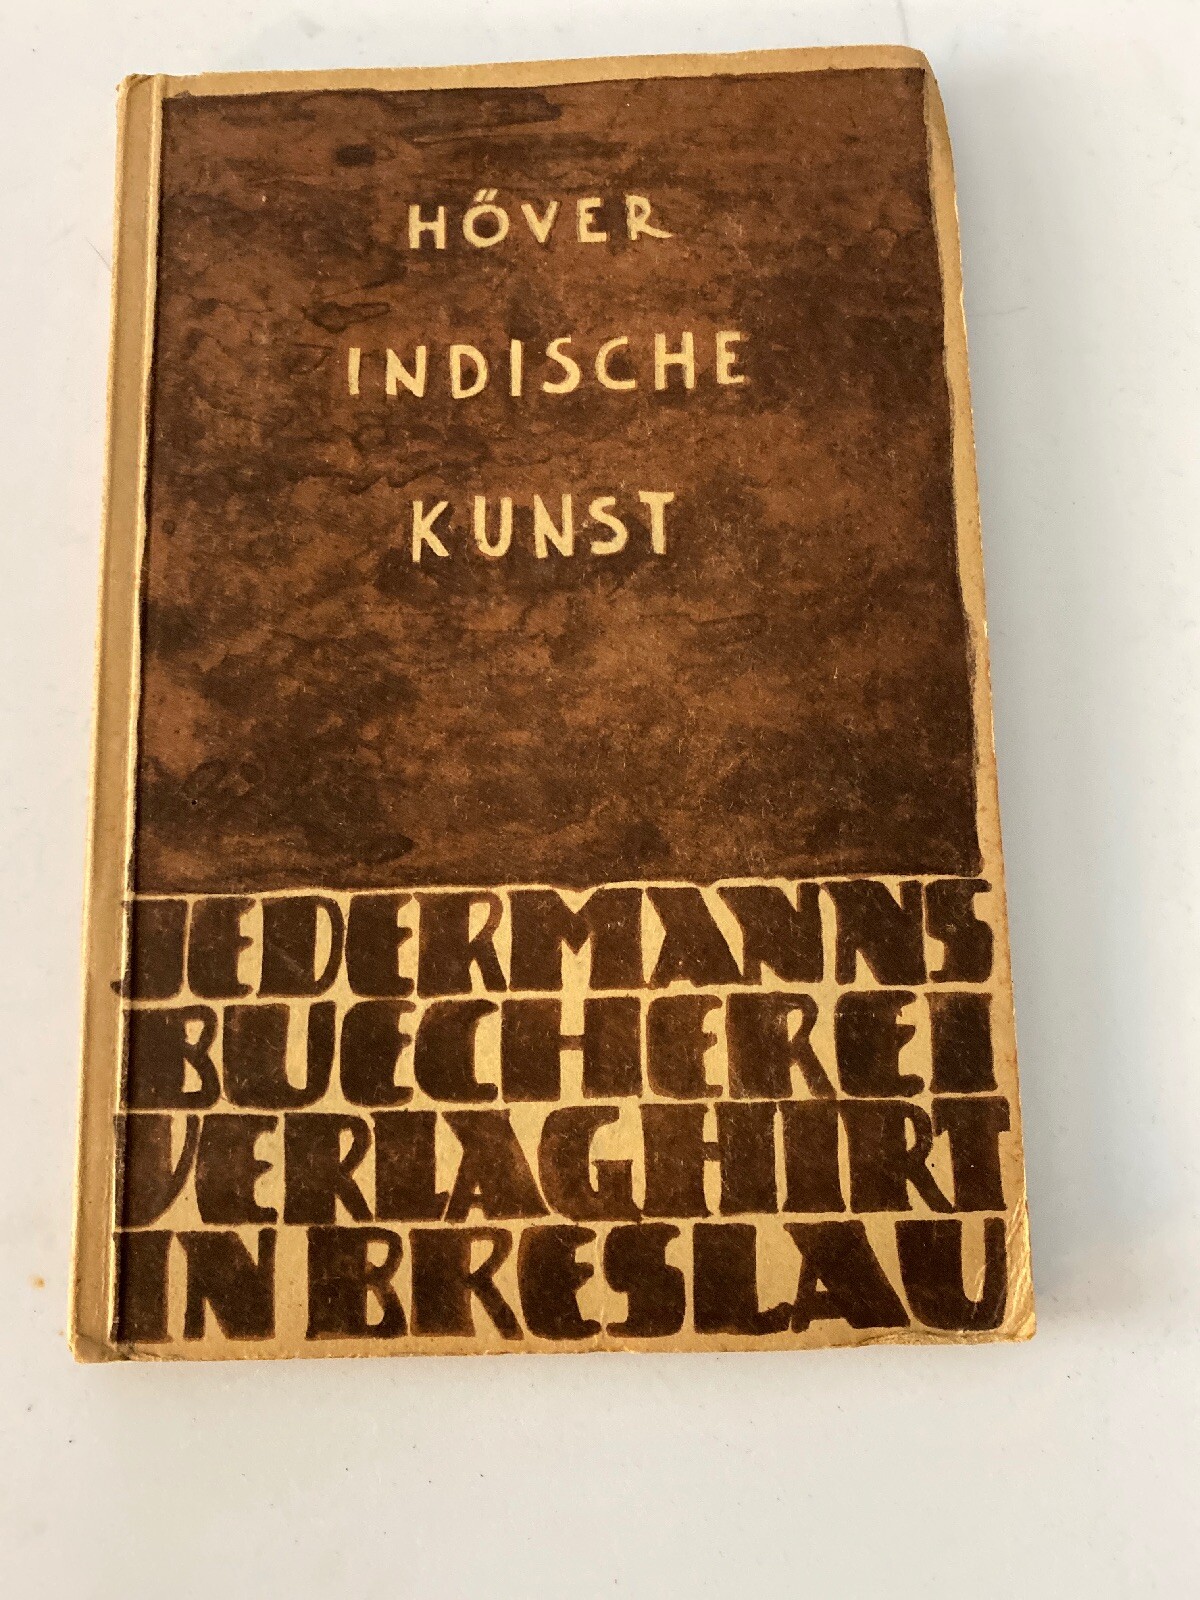 HÖVER
INDISCHE
KUNST
JEDERMANNS
BUECHEREI
VERLAG HIRT
IN BRESLAU